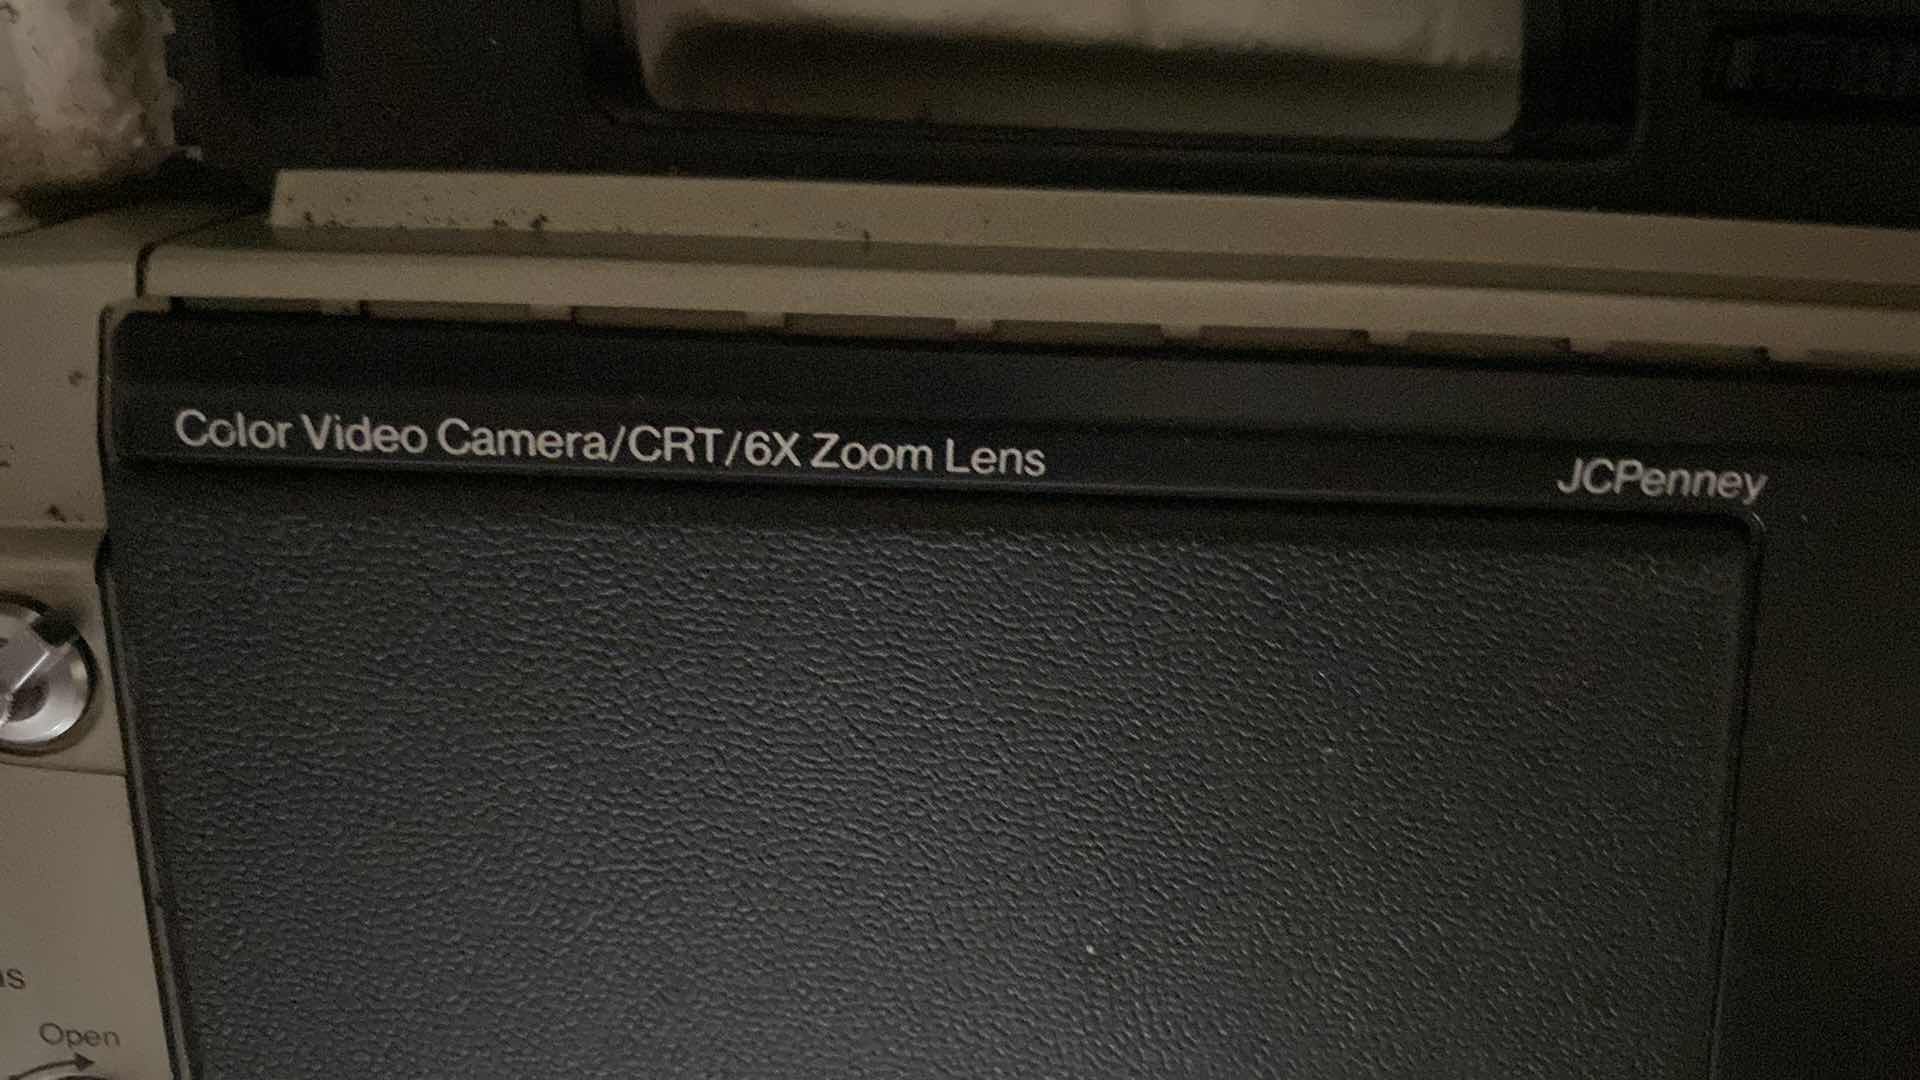 Color Video Camera/CRT/6X Zoom Lens
JCPenney
Open